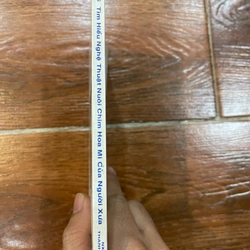 Tìm Hiểu Nghệ Thuật Nuôi Chim Hoạ Mi Của Người Xưa